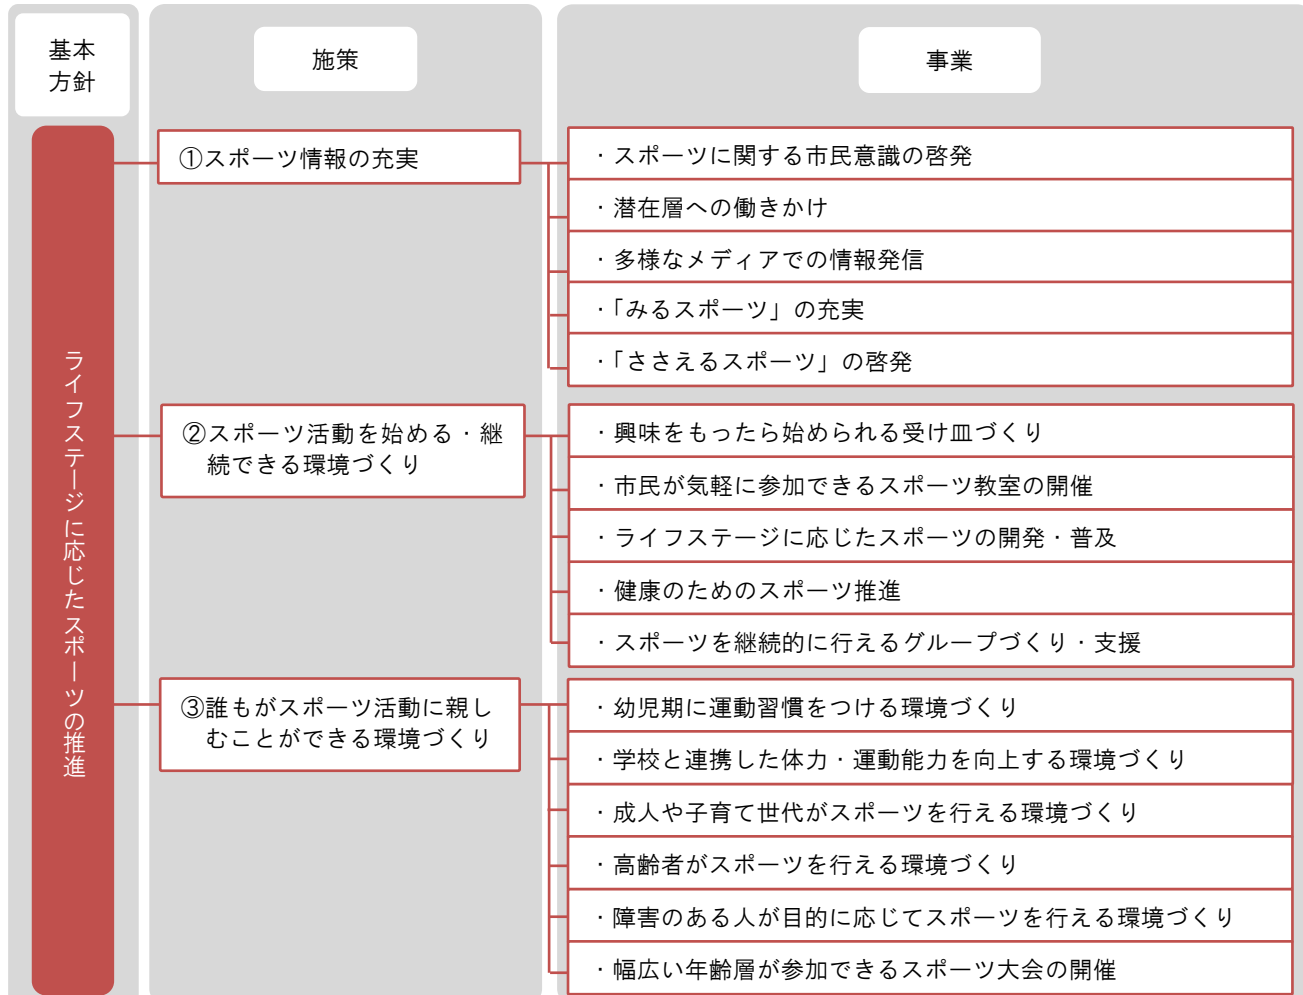 基本
方針
施策
事業
ライフステージに応じたスポーツの推進
①スポーツ情報の充実
・スポーツに関する市民意識の啓発
・潜在層への働きかけ
・多様なメディアでの情報発信
・「みるスポーツ」の充実
・「ささえるスポーツ」の啓発
②スポーツ活動を始める・継
続できる環境づくり
・興味をもったら始められる受け皿づくり
・市民が気軽に参加できるスポーツ教室の開催
・ライフステージに応じたスポーツの開発・普及
・健康のためのスポーツ推進
・スポーツを継続的に行えるグループづくり・支援
③誰もがスポーツ活動に親し
むことができる環境づくり
・幼児期に運動習慣をつける環境づくり
・学校と連携した体力・運動能力を向上する環境づくり
・成人や子育て世代がスポーツを行える環境づくり
・高齢者がスポーツを行える環境づくり
・障害のある人が目的に応じてスポーツを行える環境づくり
・幅広い年齢層が参加できるスポーツ大会の開催